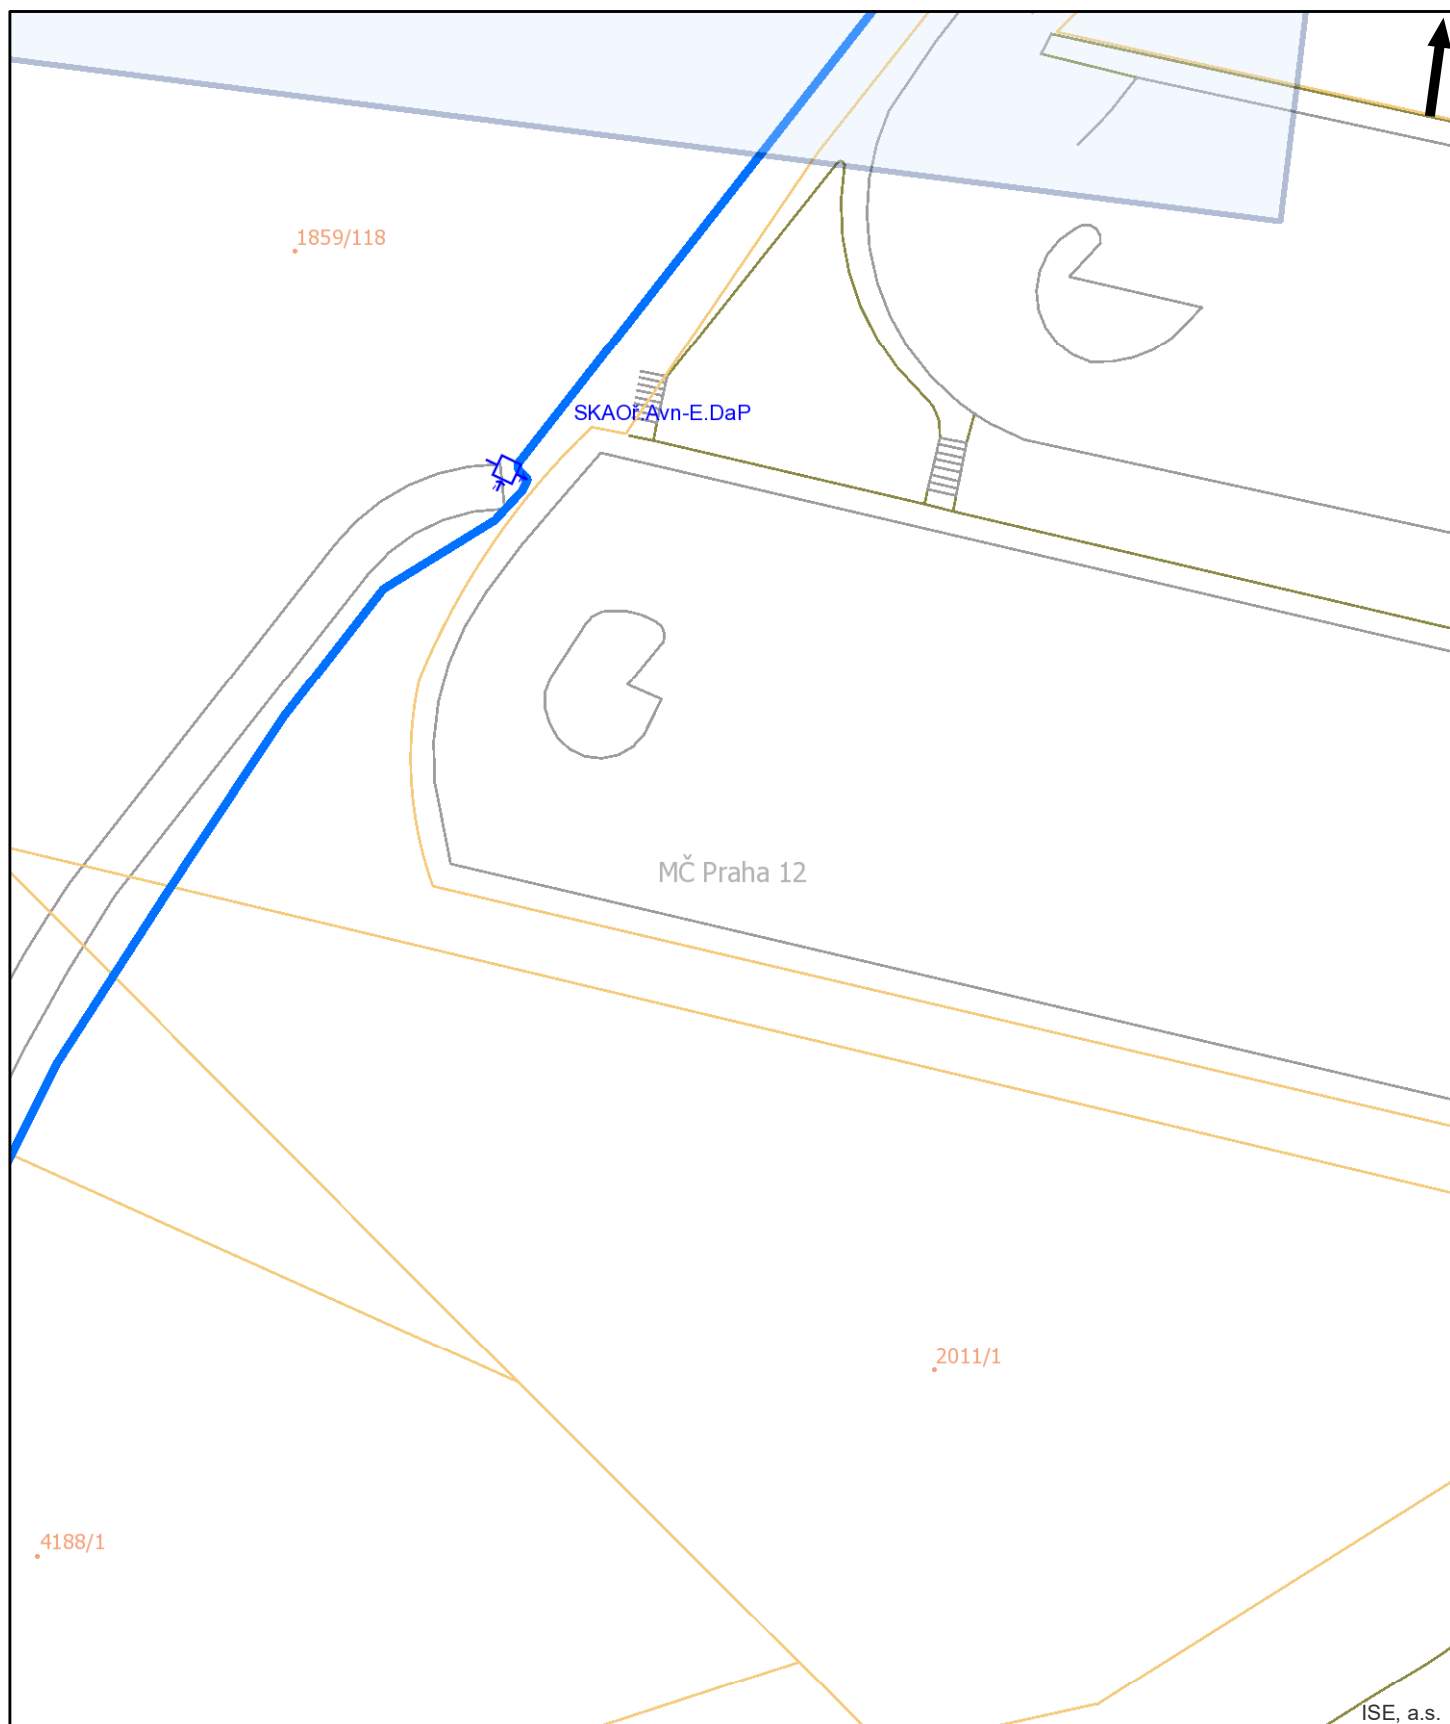 1859/118
SKAOř.Avn-E.DaP
MČ Praha 12
2011/1
4188/1
ISE, a.s.